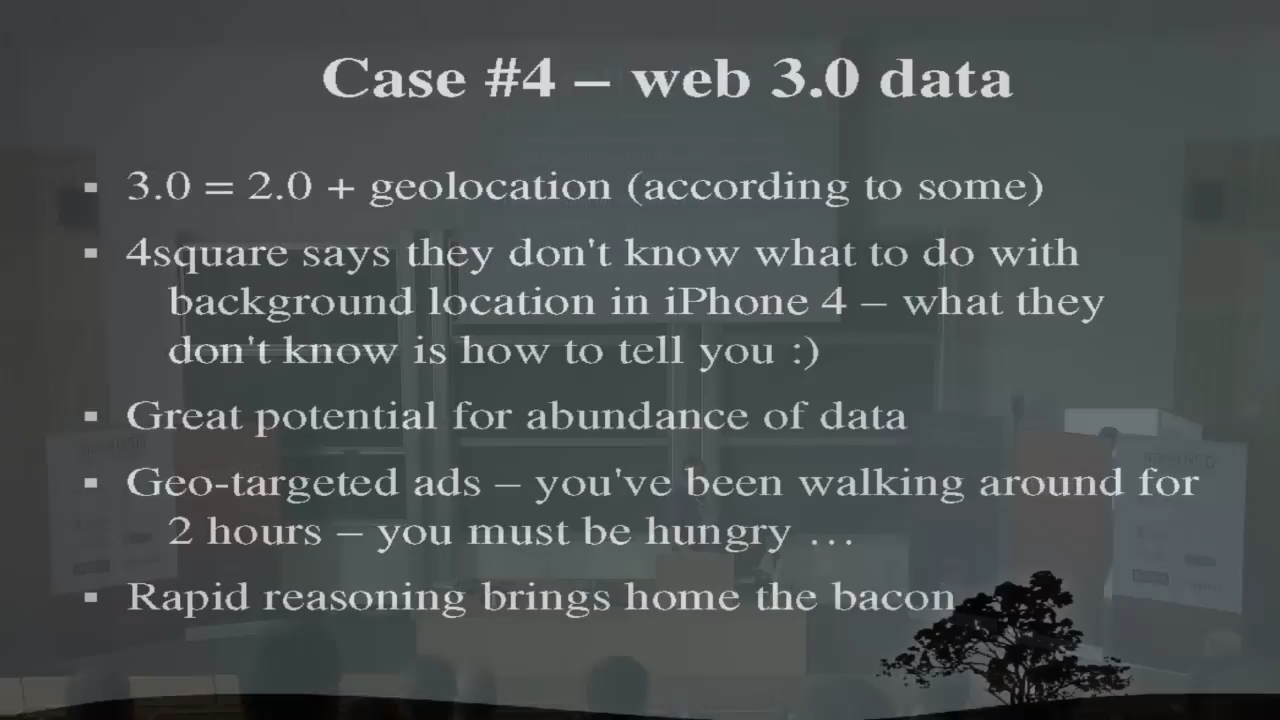 Case #4 – web 3.0 data
▪ 3.0 = 2.0 + geolocation (according to some)
▪ 4square says they don't know what to do with
background location in iPhone 4 – what they
don't know is how to tell you :)
▪ Great potential for abundance of data
▪ Geo-targeted ads – you've been walking around for
2 hours – you must be hungry …
▪ Rapid reasoning brings home the bacon